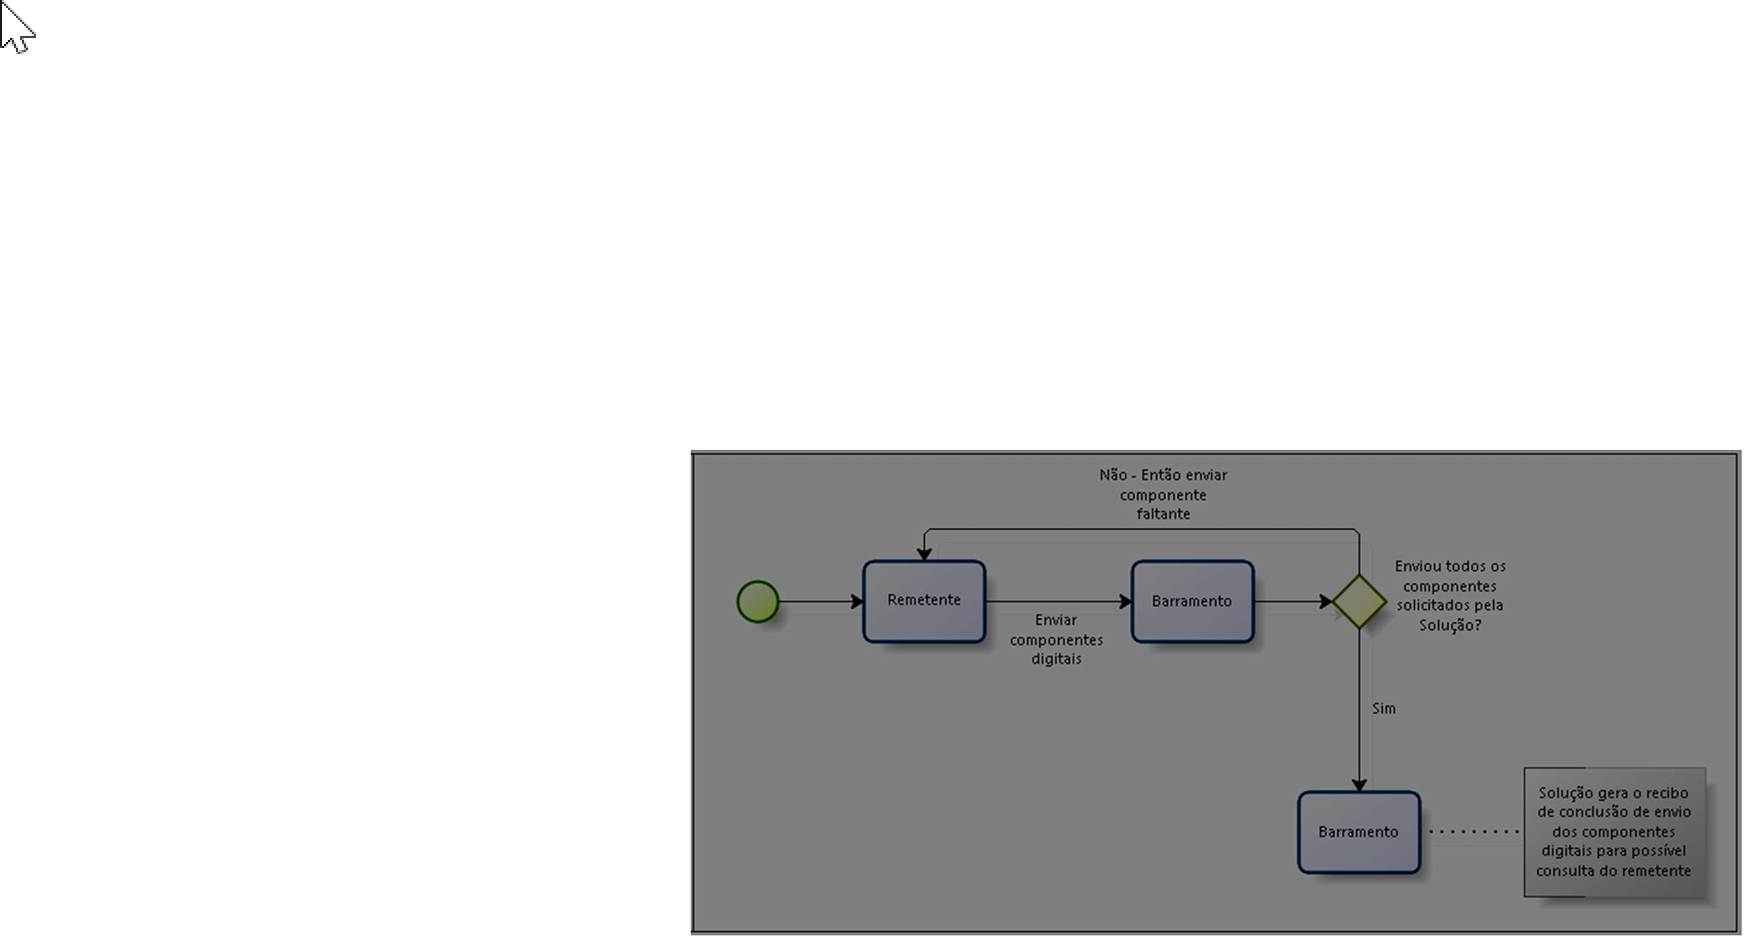 Não - Então enviar
componente
faltante
Remetente
Enviar
componentes
digitais
Barramento
Enviou todos os
componentes
solicitados pela
Solução?
Sim
Barramento
Solução gera o recibo
de conclusão de envio
dos componentes
digitais para possível
consulta do remetente